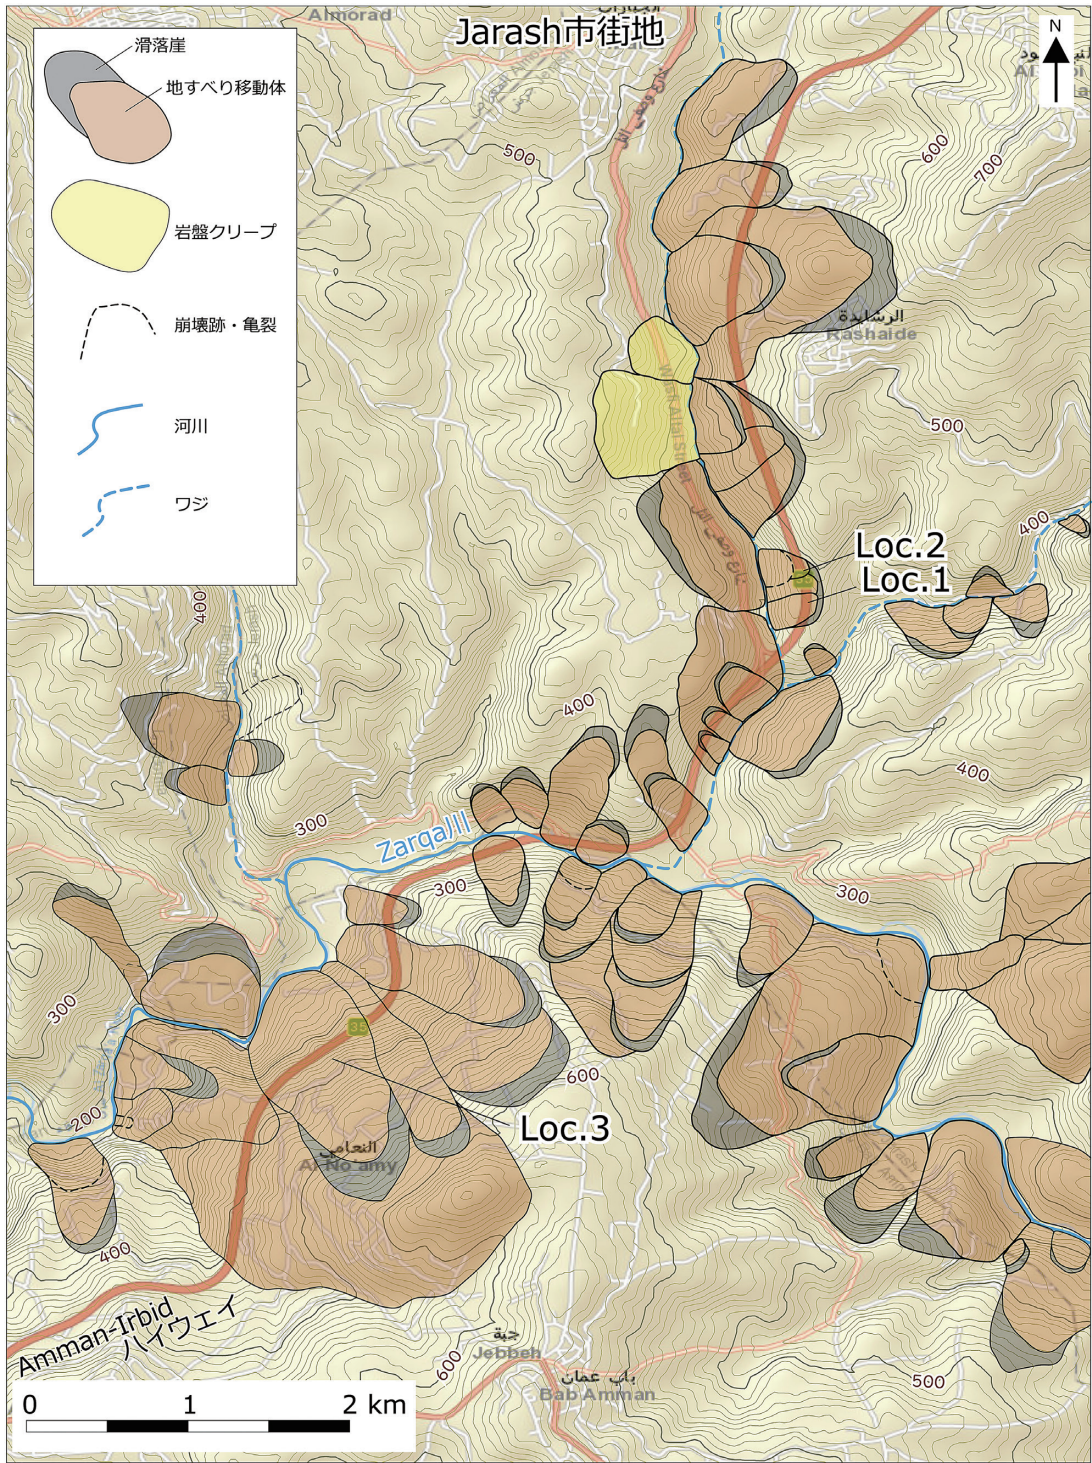 Almorad
Jarash市街地
N
滑落崖
地すべり移動体
岩盤クリープ
崩壊跡・亀裂
河川
ワジ
500
600
700
الرشايدة
Rashaide
500
400
Loc.2
Loc.1
35
400
400
400
300
Zarqa川
300
300
300
35
600
200
Loc.3
النعامي
Al No'amy
400
Amman-Irbid
ハイウェイ
جبة
Jebbeh
600
باب عمان
Bab Amman
500
0 1 2 km